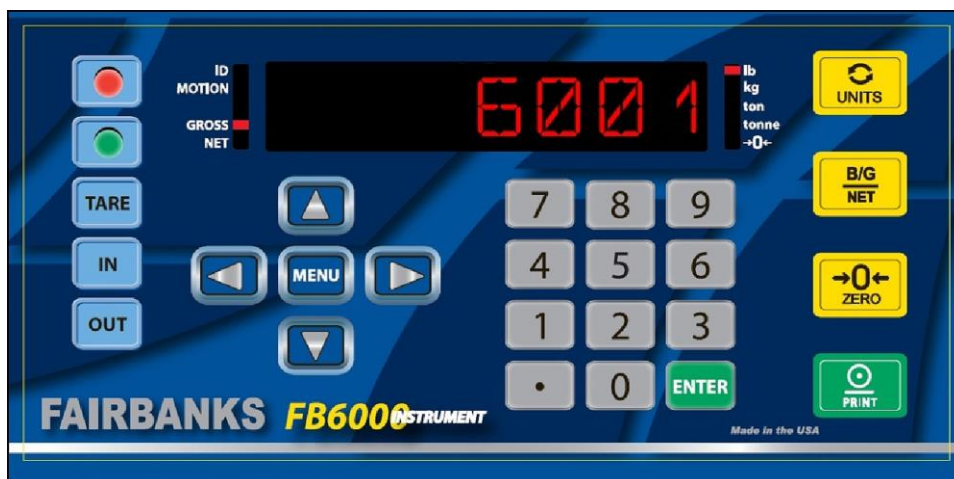 ID
MOTION
GROSS
NET
6001
lb
kg
ton
tonne
→0←
UNITS
B/G
NET
→0←
ZERO
PRINT
TARE
IN
OUT
MENU
7 8 9
4 5 6
1 2 3
. 0 ENTER
FAIRBANKS FB6000 INSTRUMENT
Made in the USA